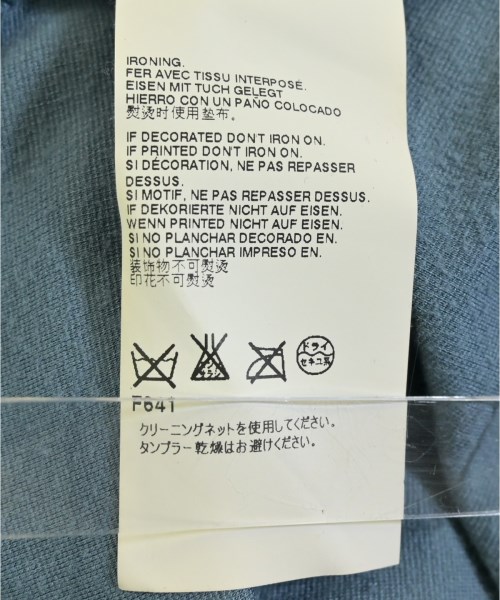 IRONING.
FER AVEC TISSU INTERPOSÉ.
EISEN MIT TUCH GELEGT
HIERRO CON UN PAÑO COLOCADO
熨烫时使用垫布。
IF DECORATED DON'T IRON ON.
IF PRINTED DON'T IRON ON.
SI DÉCORATION, NE PAS REPASSER
DESSUS.
SI MOTIF, NE PAS REPASSER DESSUS.
IF DEKORIERTE NICHT AUF EISEN.
WENN PRINTED NICHT AUF EISEN.
SI NO PLANCHAR DECORADO EN.
SI NO PLANCHAR IMPRESO EN.
装饰物不可熨烫
印花不可熨烫
ドライ
セキユ系
F641
クリーニングネットを使用してください。
タンブラー乾燥はお避けください。